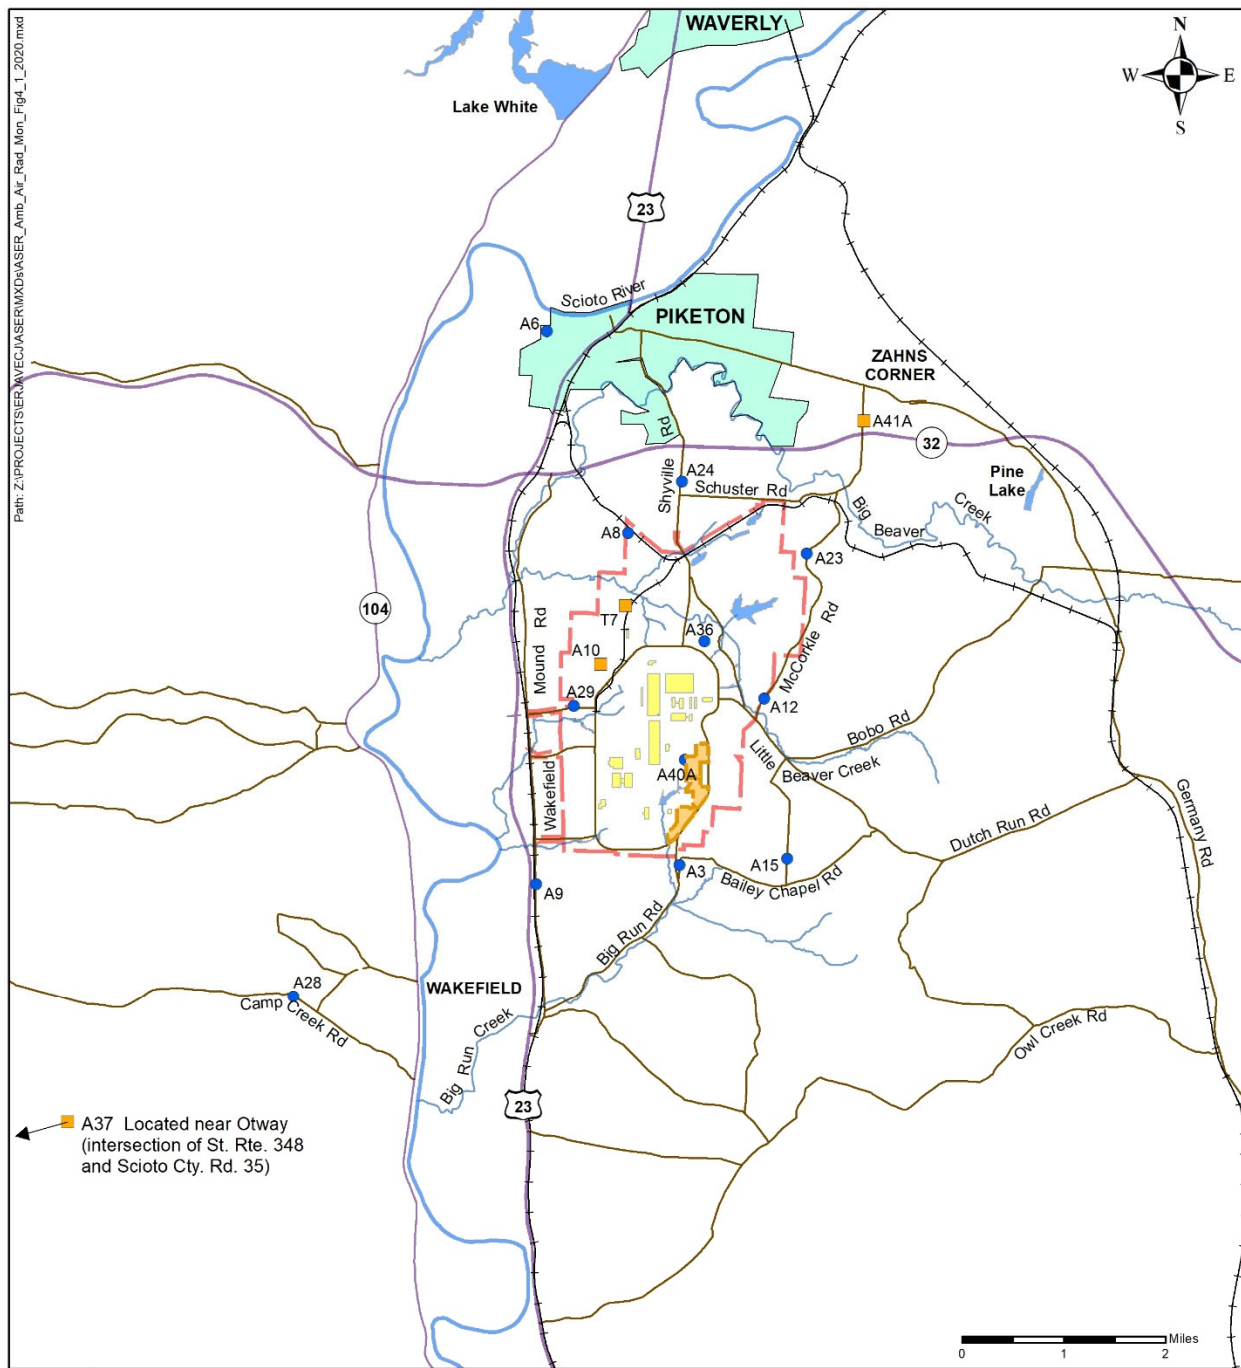 Path: Z:\PROJECTS\ERJAVECJ\ASER\MXDs\ASER_Amb_Air_Rad_Mon_Fig4_1_2020.mxd
WAVERLY
N
W
E
S
Lake White
23
Scioto River
PIKETON
A6
ZAHNS
CORNER
A41A
32
Shyville Rd
A24
Schuster Rd
Pine
Lake
Big Beaver Creek
A8
A23
104
T7
A36
Mound Rd
A10
McCorkle Rd
A29
A12
Bobo Rd
Little Beaver Creek
A40A
Wakefield
Germany Rd
Dutch Run Rd
A15
A3
Bailey Chapel Rd
A9
Big Run Rd
A28
Camp Creek Rd
WAKEFIELD
Big Run Creek
Owl Creek Rd
23
A37 Located near Otway
(intersection of St. Rte. 348
and Scioto Cty. Rd. 35)
Miles
0 1 2